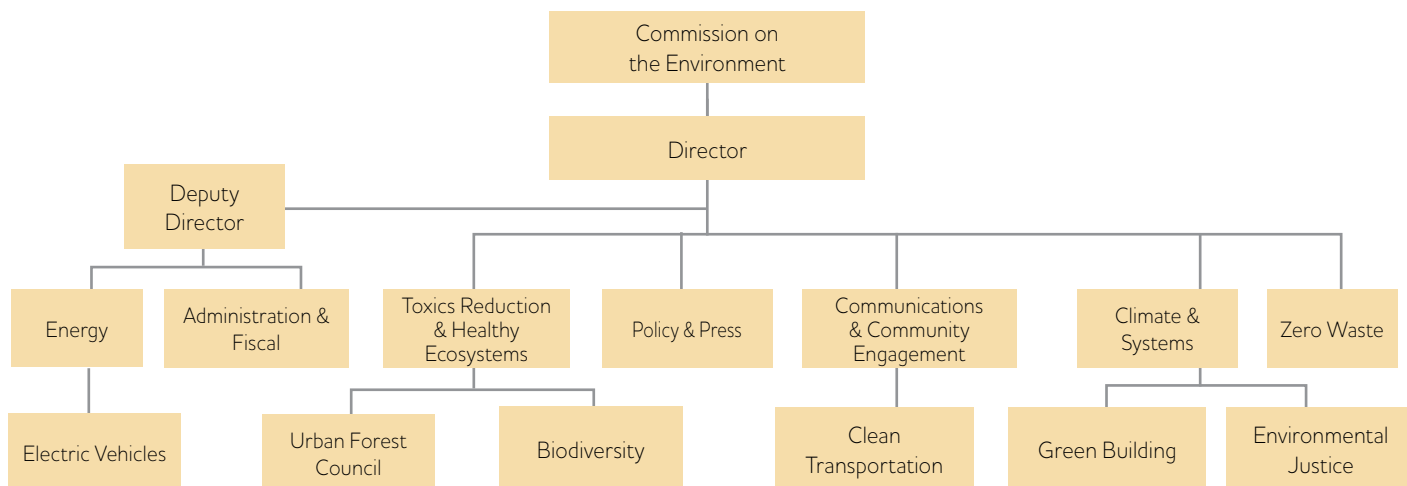 Commission on
the Environment
Director
Deputy
Director
Energy
Administration &
Fiscal
Toxics Reduction
& Healthy
Ecosystems
Policy & Press
Communications
& Community
Engagement
Climate &
Systems
Zero Waste
Electric Vehicles
Urban Forest
Council
Biodiversity
Clean
Transportation
Green Building
Environmental
Justice